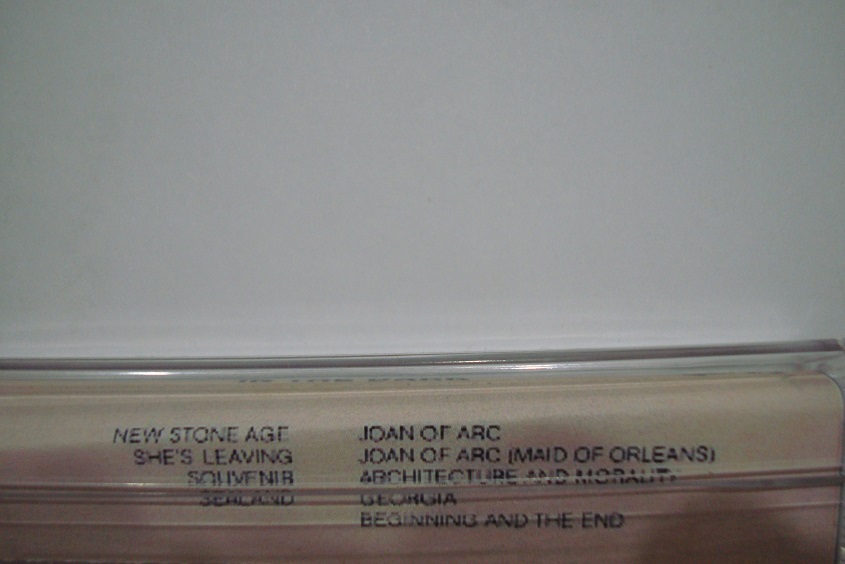 NEW STONE AGE
SHE'S LEAVING
SOUVENIR
SEALAND
JOAN OF ARC
JOAN OF ARC (MAID OF ORLEANS)
ARCHITECTURE AND MORALITY
GEORGIA
BEGINNING AND THE END